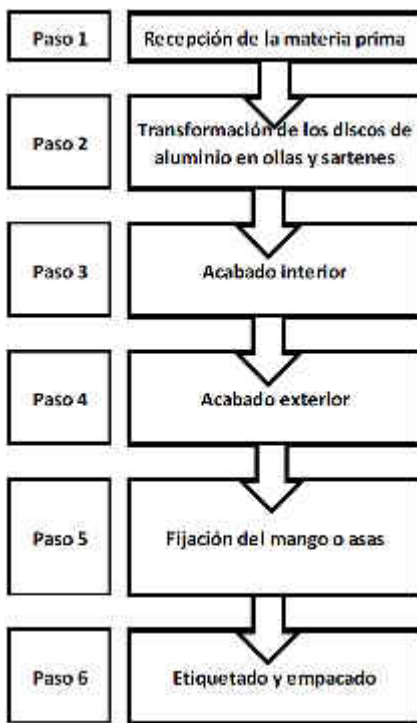 Paso 1
Recepción de la materia prima
Paso 2
Transformación de los discos de
aluminio en ollas y sartenes
Paso 3
Acabado interior
Paso 4
Acabado exterior
Paso 5
Fijación del mango o asas
Paso 6
Etiquetado y empacado